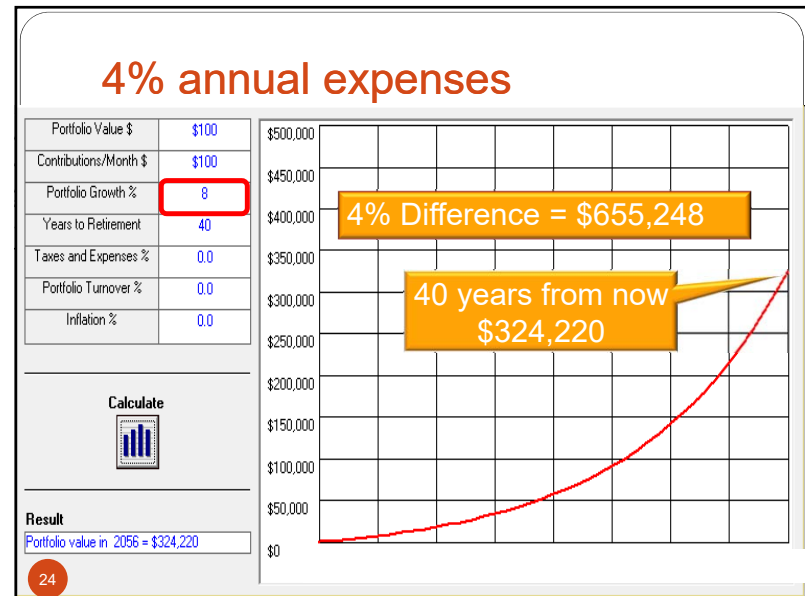 4% annual expenses
Portfolio Value $ $100
Contributions/Month $ $100
Portfolio Growth % 8
Years to Retirement 40
Taxes and Expenses % 0.0
Portfolio Turnover % 0.0
Inflation % 0.0
Calculate
Result
Portfolio value in 2056 = $324,220
24
$500,000
$450,000
$400,000
$350,000
$300,000
$250,000
$200,000
$150,000
$100,000
$50,000
$0
4% Difference = $655,248
40 years from now
$324,220